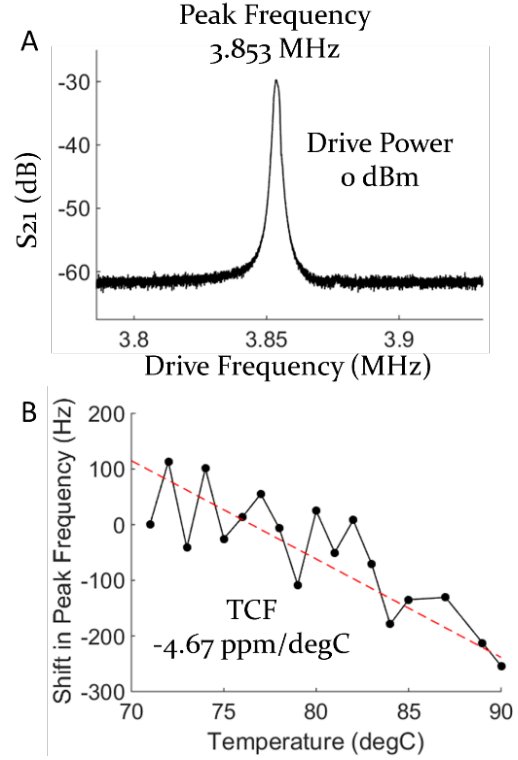 A
Peak Frequency
3.853 MHz
Drive Power
0 dBm
S21 (dB)
-30
-40
-50
-60
3.8
3.85
3.9
Drive Frequency (MHz)
B
Shift in Peak Frequency (Hz)
200
100
0
-100
-200
-300
TCF
-4.67 ppm/degC
70
75
80
85
90
Temperature (degC)